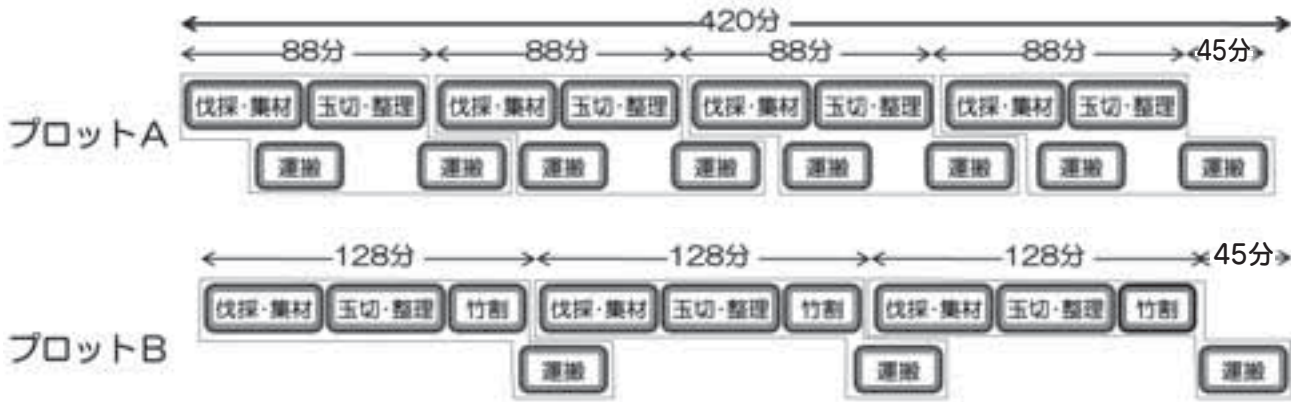 420分
88分 88分 88分 88分 45分
プロットA
伐採・集材 玉切・整理 伐採・集材 玉切・整理 伐採・集材 玉切・整理 伐採・集材 玉切・整理
運搬 運搬 運搬 運搬 運搬 運搬 運搬 運搬
128分 128分 128分 45分
プロットB
伐採・集材 玉切・整理 竹割 伐採・集材 玉切・整理 竹割 伐採・集材 玉切・整理 竹割
運搬 運搬 運搬